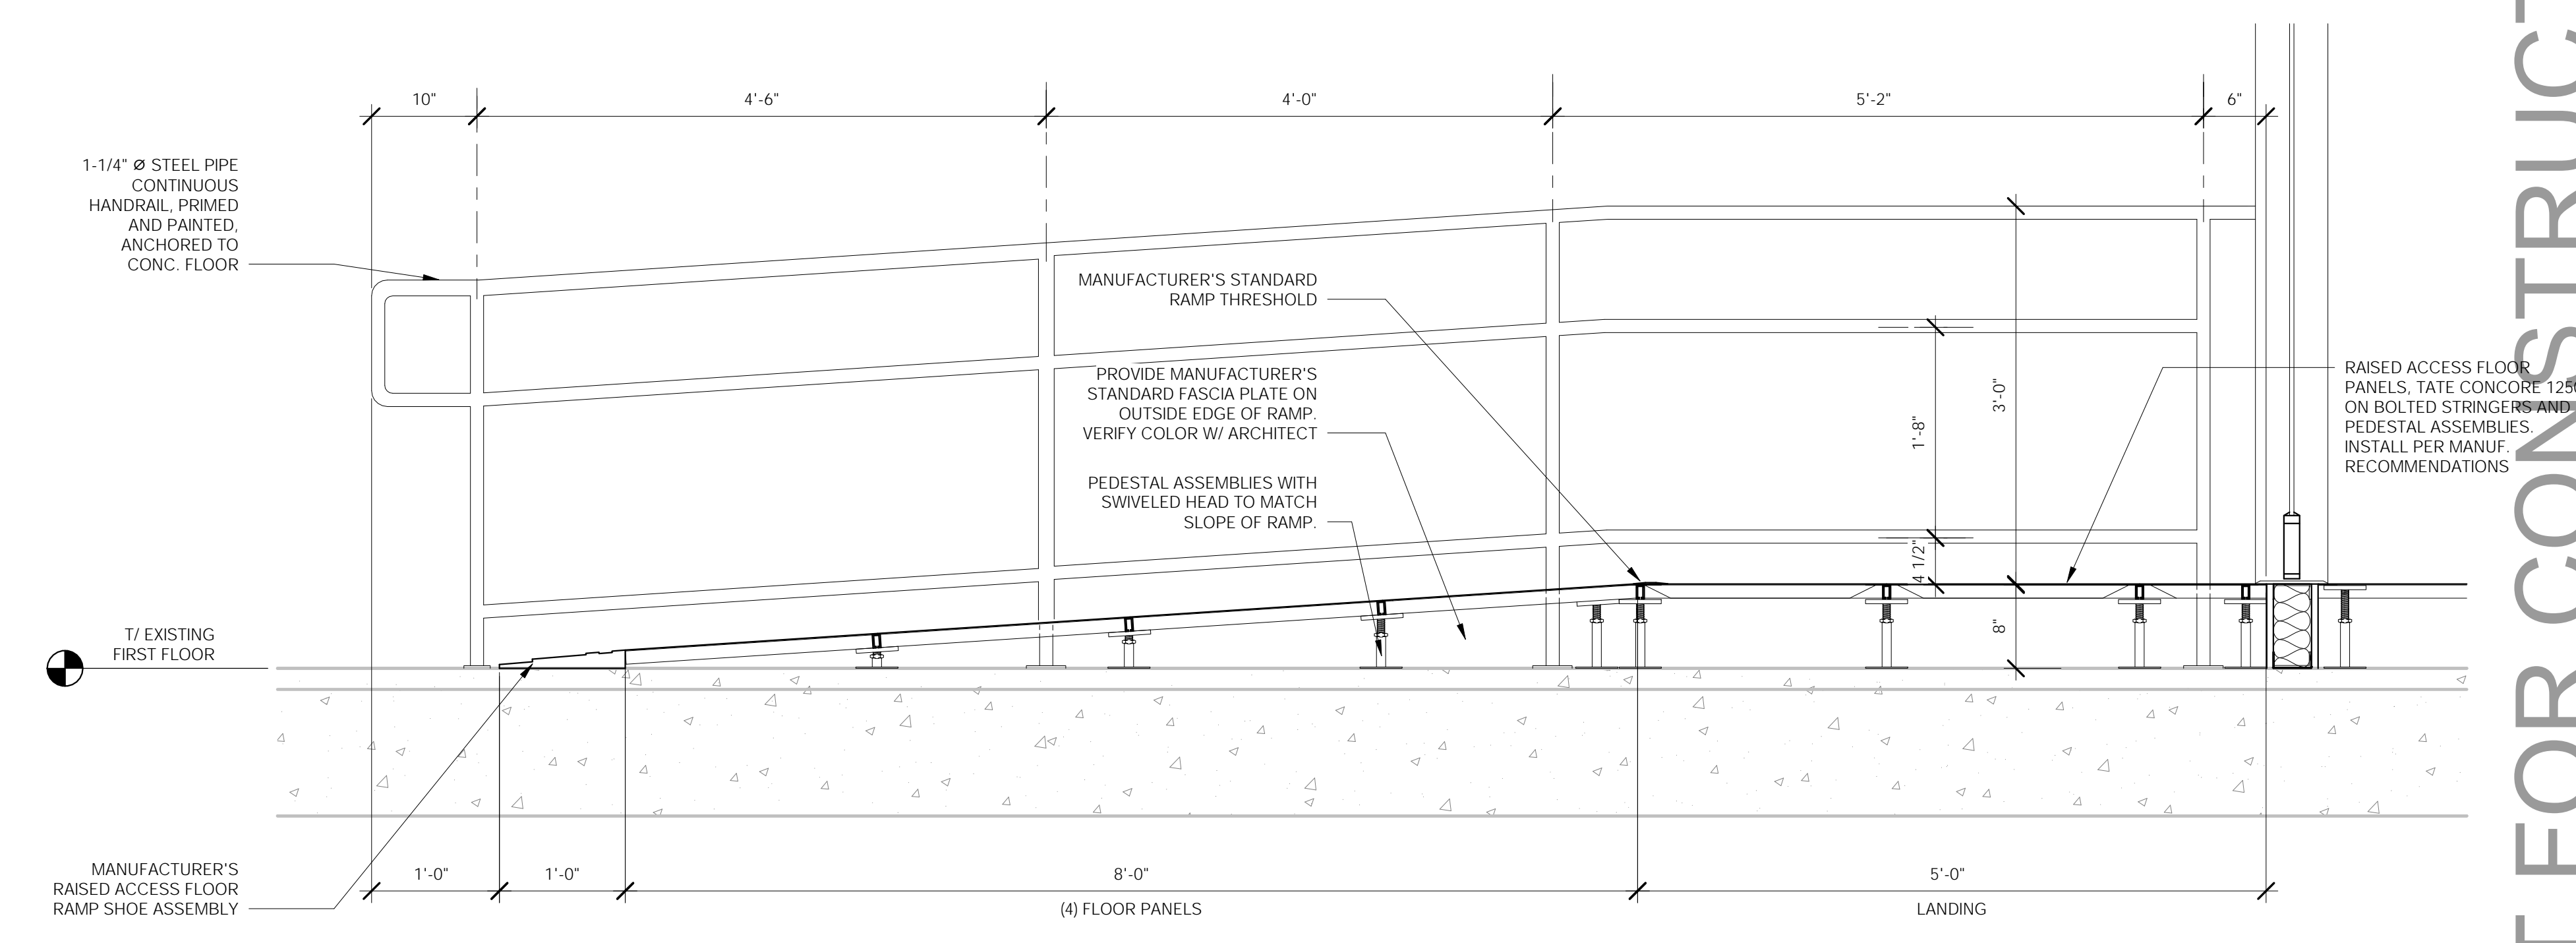 10"
4'-6"
4'-0"
5'-2"
6"
1-1/4" Ø STEEL PIPE
CONTINUOUS
HANDRAIL, PRIMED
AND PAINTED,
ANCHORED TO
CONC. FLOOR
MANUFACTURER'S STANDARD
RAMP THRESHOLD
PROVIDE MANUFACTURER'S
STANDARD FASCIA PLATE ON
OUTSIDE EDGE OF RAMP.
VERIFY COLOR W/ ARCHITECT
PEDESTAL ASSEMBLIES WITH
SWIVELED HEAD TO MATCH
SLOPE OF RAMP.
1'-8"
4 1/2"
3'-0"
8"
RAISED ACCESS FLOOR
PANELS, TATE CONCORE 125
ON BOLTED STRINGERS AND
PEDESTAL ASSEMBLIES.
INSTALL PER MANUF.
RECOMMENDATIONS
T/ EXISTING
FIRST FLOOR
MANUFACTURER'S
RAISED ACCESS FLOOR
RAMP SHOE ASSEMBLY
1'-0"
1'-0"
8'-0"
5'-0"
(4) FLOOR PANELS
LANDING
T FOR CONSTRUCT